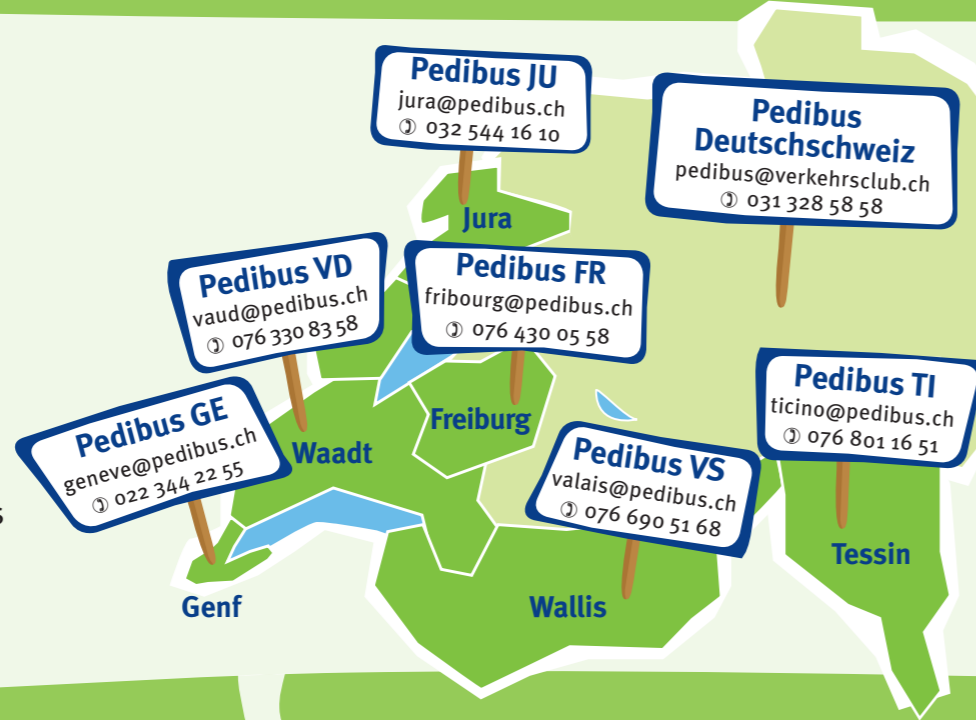 Pedibus JU
jura@pedibus.ch
✆ 032 544 16 10
Pedibus
Deutschschweiz
pedibus@verkehrsclub.ch
✆ 031 328 58 58
Jura
Pedibus VD
vaud@pedibus.ch
✆ 076 330 83 58
Pedibus FR
fribourg@pedibus.ch
✆ 076 430 05 58
Pedibus TI
ticino@pedibus.ch
✆ 076 801 16 51
Pedibus GE
geneve@pedibus.ch
✆ 022 344 22 55
Waadt
Freiburg
Pedibus VS
valais@pedibus.ch
✆ 076 690 51 68
s
Tessin
Genf
Wallis